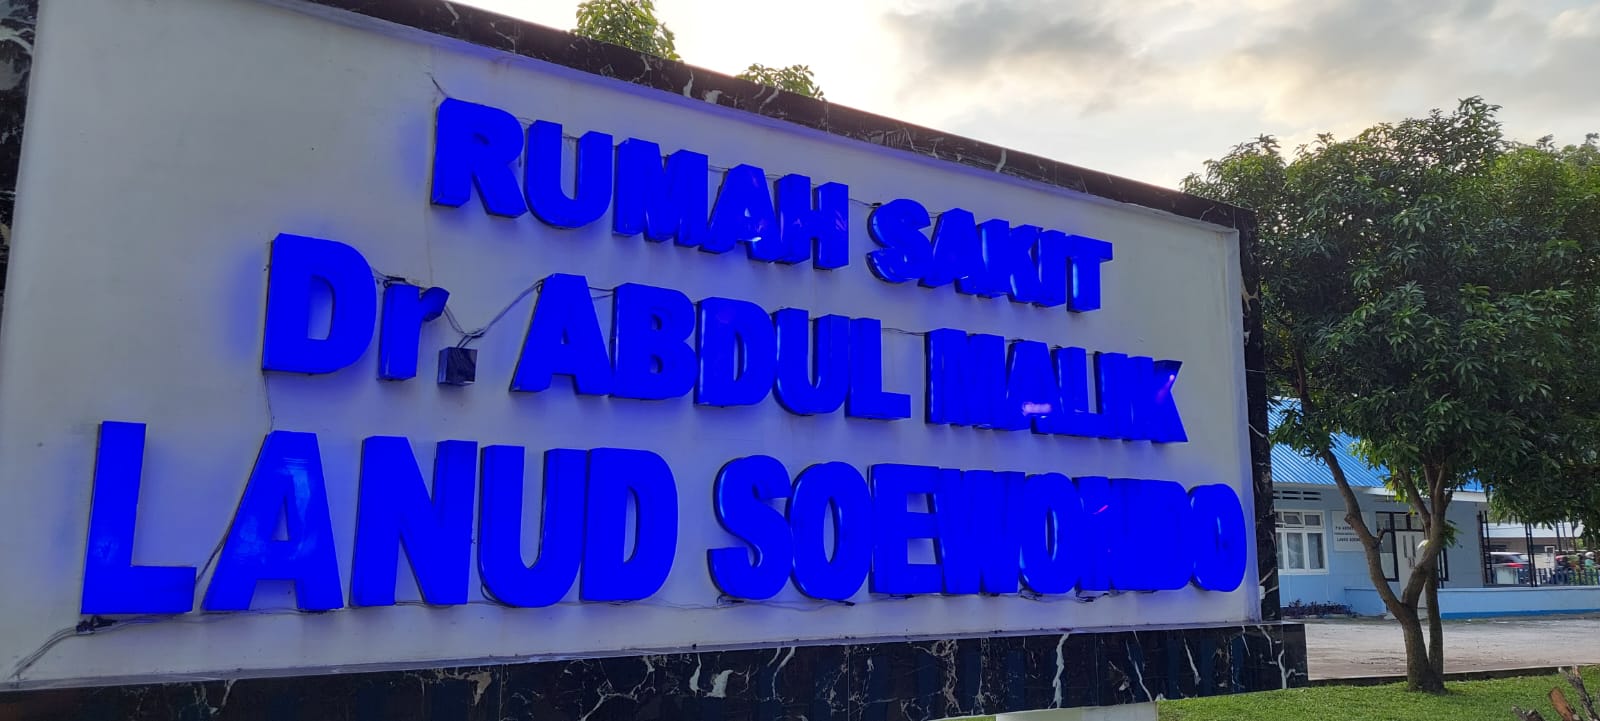 RUMAH SAKIT
Dr. ABDUL MALIK
LANUD SOEWONDO